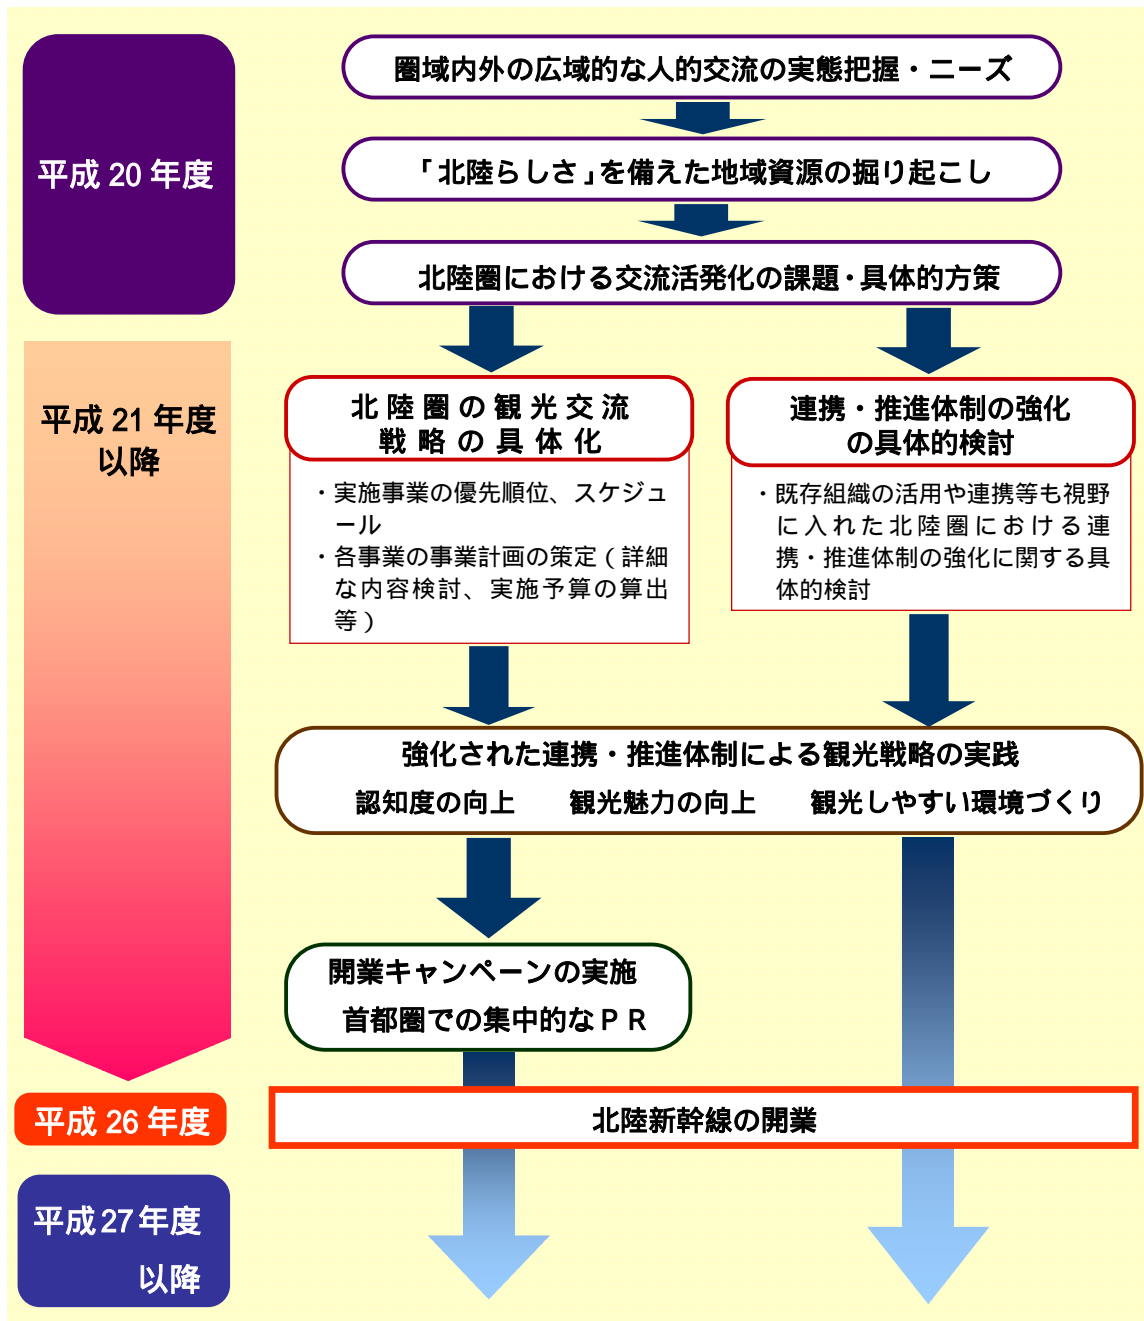 平成 20 年度
圏域内外の広域的な人的交流の実態把握・ニーズ
「北陸らしさ」を備えた地域資源の掘り起こし
北陸圏における交流活発化の課題・具体的方策
平成 21 年度
以降
北陸圏の観光交流
戦略の具体化
・実施事業の優先順位、スケジュ
ール
・各事業の事業計画の策定(詳細
な内容検討、実施予算の算出
等)
連携・推進体制の強化
の具体的検討
・既存組織の活用や連携等も視野
に入れた北陸圏における連
携・推進体制の強化に関する具
体的検討
強化された連携・推進体制による観光戦略の実践
認知度の向上 観光魅力の向上 観光しやすい環境づくり
開業キャンペーンの実施
首都圏での集中的なPR
平成 26 年度
北陸新幹線の開業
平成 27 年度
以降